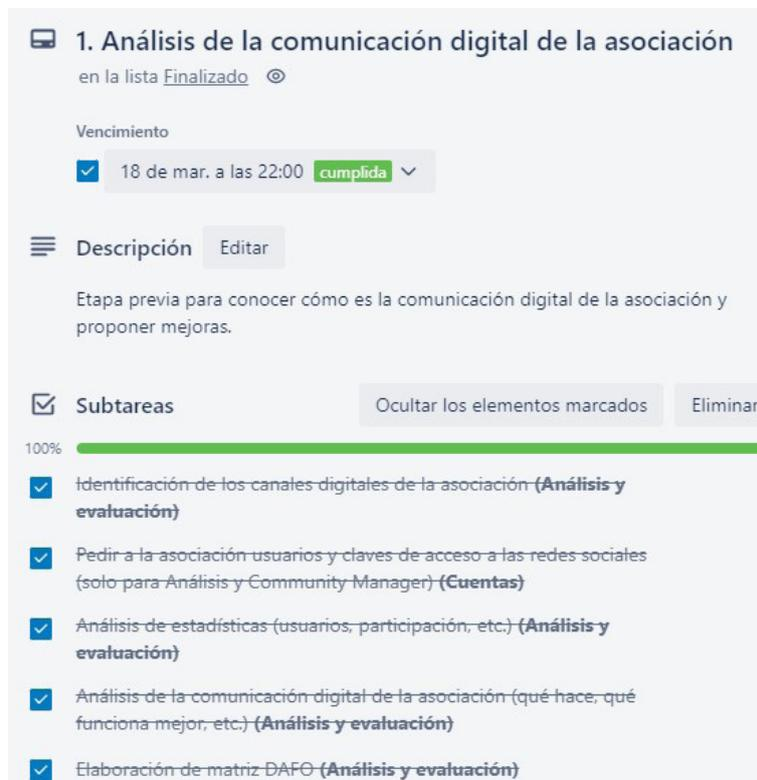 1. Análisis de la comunicación digital de la asociación
en la lista Finalizado
Vencimiento
18 de mar. a las 22:00 cumplida
Descripción Editar
Etapa previa para conocer cómo es la comunicación digital de la asociación y
proponer mejoras.
Subtareas Ocultar los elementos marcados Eliminar
100%
Identificación de los canales digitales de la asociación (Análisis y
evaluación)
Pedir a la asociación usuarios y claves de acceso a las redes sociales
(solo para Análisis y Community Manager) (Cuentas)
Análisis de estadísticas (usuarios, participación, etc.) (Análisis y
evaluación)
Análisis de la comunicación digital de la asociación (qué hace, qué
funciona mejor, etc.) (Análisis y evaluación)
Elaboración de matriz DAFO (Análisis y evaluación)